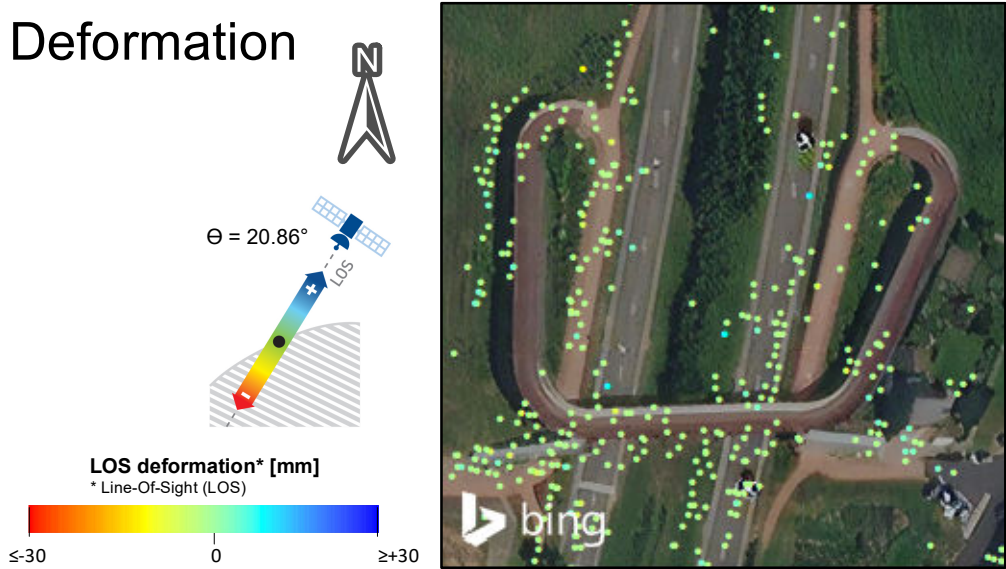 Deformation
N
Ɵ = 20.86°
LOS
+
-
LOS deformation* [mm]
* Line-Of-Sight (LOS)
≤-30
0
≥+30
bing